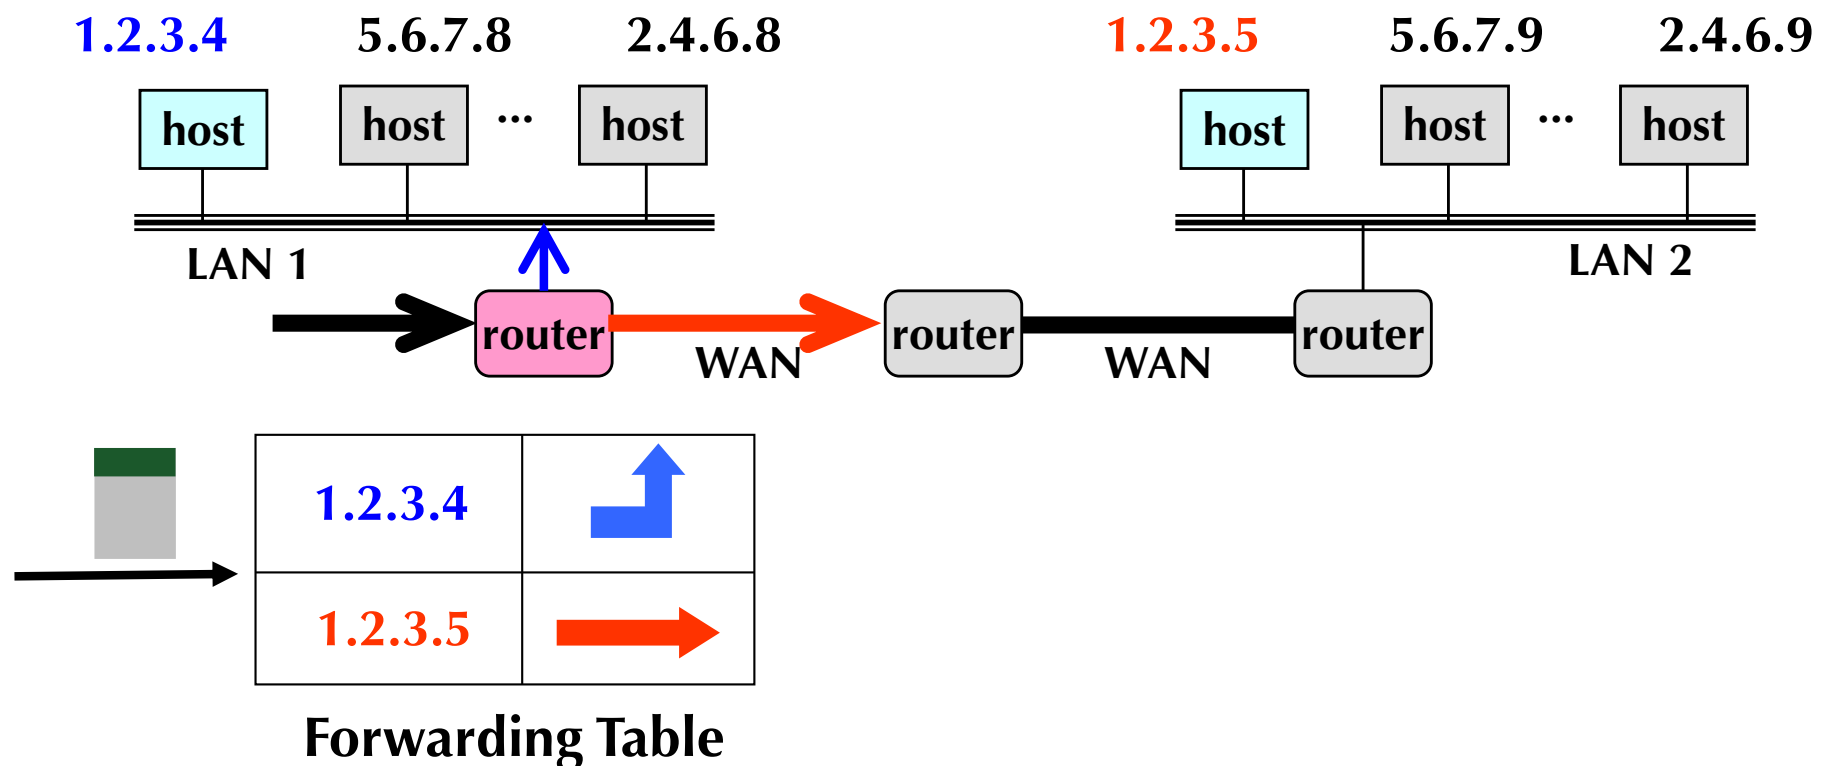 1.2.3.4 5.6.7.8 2.4.6.8 1.2.3.5 5.6.7.9 2.4.6.9
host host ... host host host ... host
LAN 1 LAN 2
router router router
WAN WAN
1.2.3.4
1.2.3.5
Forwarding Table